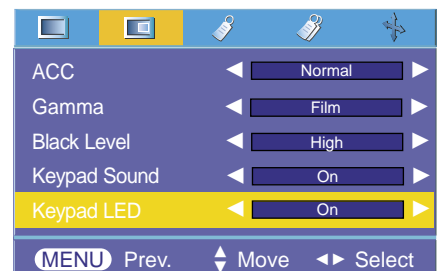 ACC Normal
Gamma Film
Black Level High
Keypad Sound On
Keypad LED On
MENU Prev. Move Select